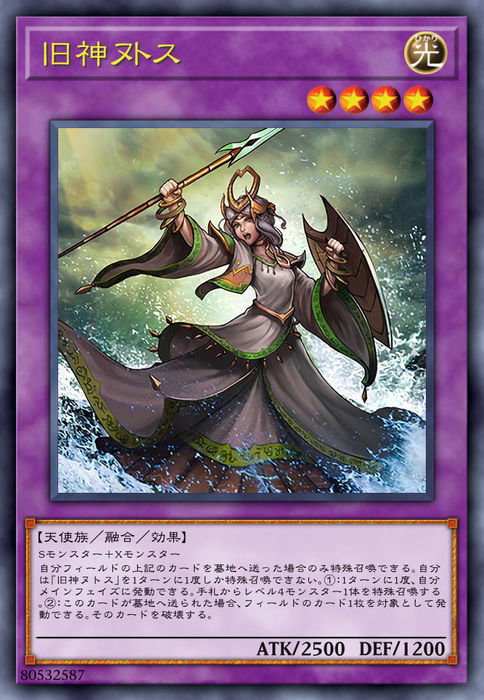 旧神ヌトス
ひかり
光
【天使族／融合／効果】
Sモンスター＋Xモンスター
自分フィールドの上記のカードを墓地へ送った場合のみ特殊召喚できる。自分
は「旧神ヌトス」を1ターンに1度しか特殊召喚できない。①:1ターンに1度、自分
メインフェイズに発動できる。手札からレベル4モンスター1体を特殊召喚する
。②:このカードが墓地へ送られた場合、フィールドのカード1枚を対象として発
動できる。そのカードを破壊する。
ATK/2500 DEF/1200
80532587